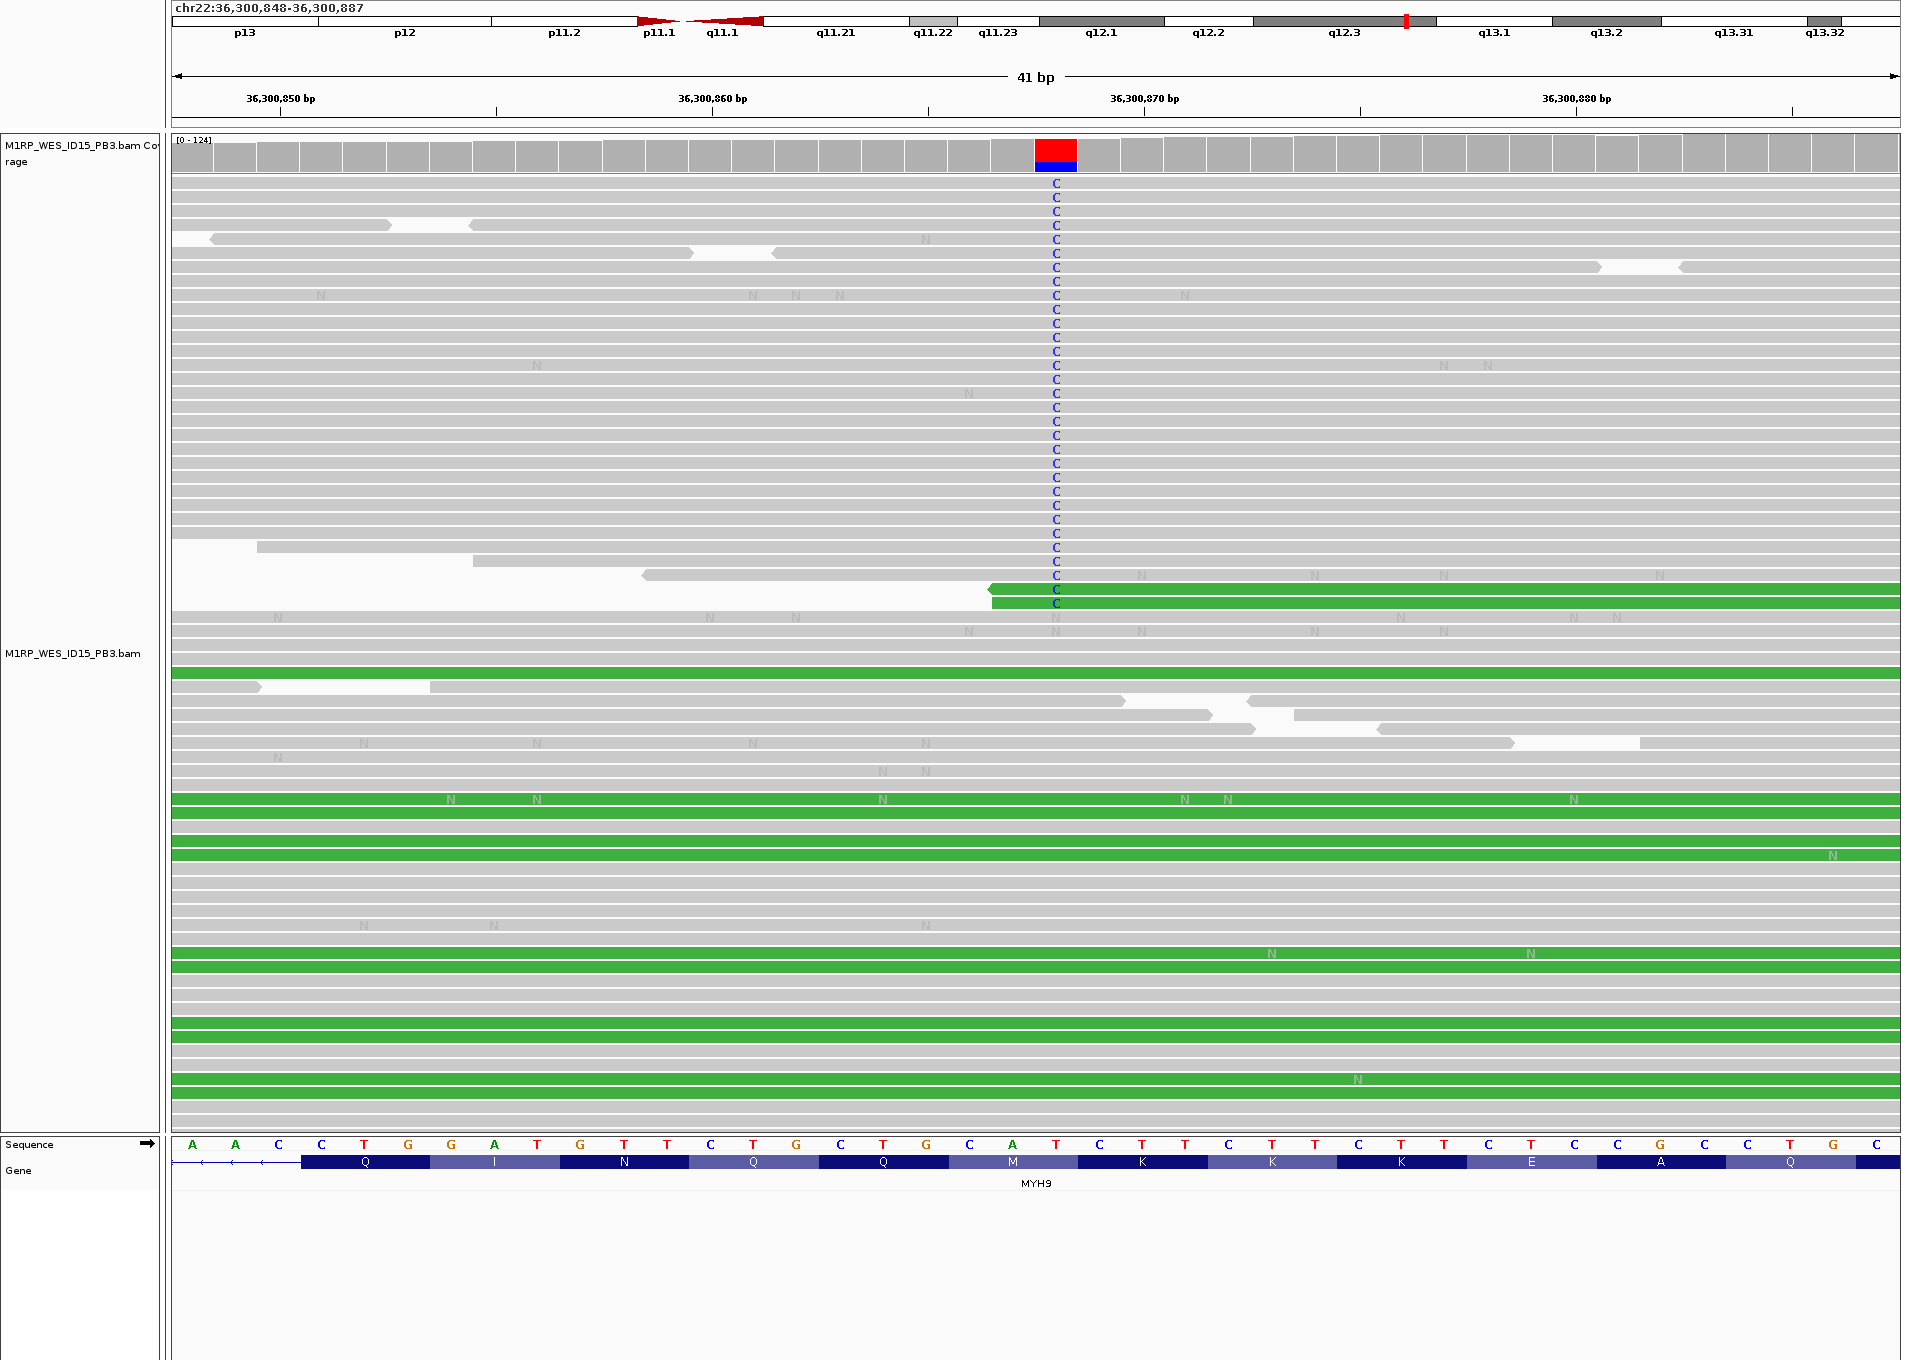 chr22:36,300,848-36,300,887
p13 p12 p11.2 p11.1 q11.1 q11.21 q11.22 q11.23 q12.1 q12.2 q12.3 q13.1 q13.2 q13.31 q13.32
41 bp
36,300,850 bp 36,300,860 bp 36,300,870 bp 36,300,880 bp
M1RP_WES_ID15_PB3.bam Co
rage
[0 - 124]
C
C
C
C
N C
C
C
C
N N N N C N
C
C
C
C
N C N N
C
N C
C
C
C
C
C
C
C
C
C
C
C
C
C N N N N
C
C
N N N N N N N
N N N N N
M1RP_WES_ID15_PB3.bam
N N N N
N
N N
N N N N N N
N
N N N
N N
N
Sequence A A C C T G G A T G T T C T G C T G C A T C T T C T T C T T C T C C G C C T G C
Gene Q I N Q Q M K K K E A Q
MYH9